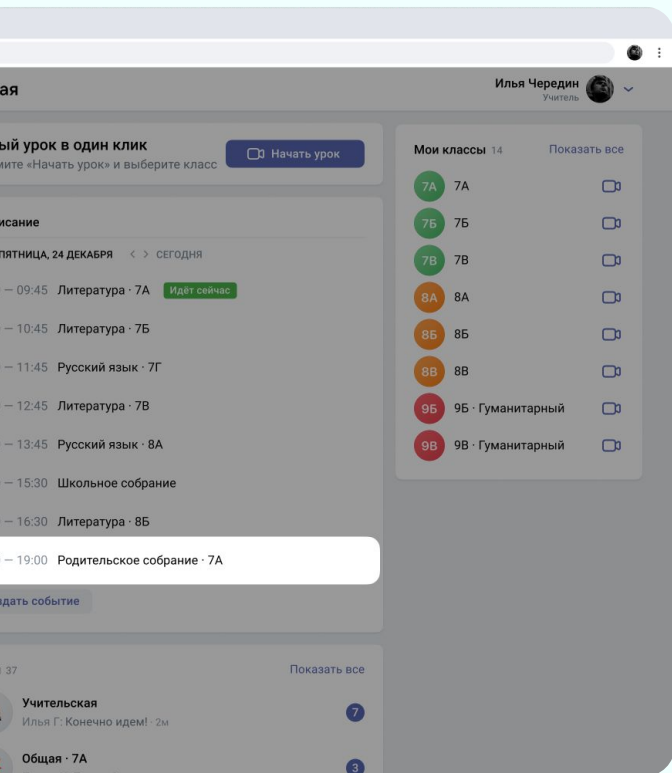 ая
Илья Чередин
Учитель
ый урок в один клик
мите «Начать урок» и выберите класс
Начать урок
исание
ПЯТНИЦА, 24 ДЕКАБРЯ < > СЕГОДНЯ
— 09:45 Литература · 7А Идёт сейчас
— 10:45 Литература · 7Б
— 11:45 Русский язык · 7Г
— 12:45 Литература · 7В
— 13:45 Русский язык · 8А
— 15:30 Школьное собрание
— 16:30 Литература · 8Б
— 19:00 Родительское собрание · 7А
здать событие
37
Показать все
Учительская
Илья Г: Конечно идем! · 2м
7
Общая · 7А
3
Мои классы 14 Показать все
7А 7А
7Б 7Б
7В 7В
8А 8А
8Б 8Б
8В 8В
9Б 9Б · Гуманитарный
9В 9В · Гуманитарный